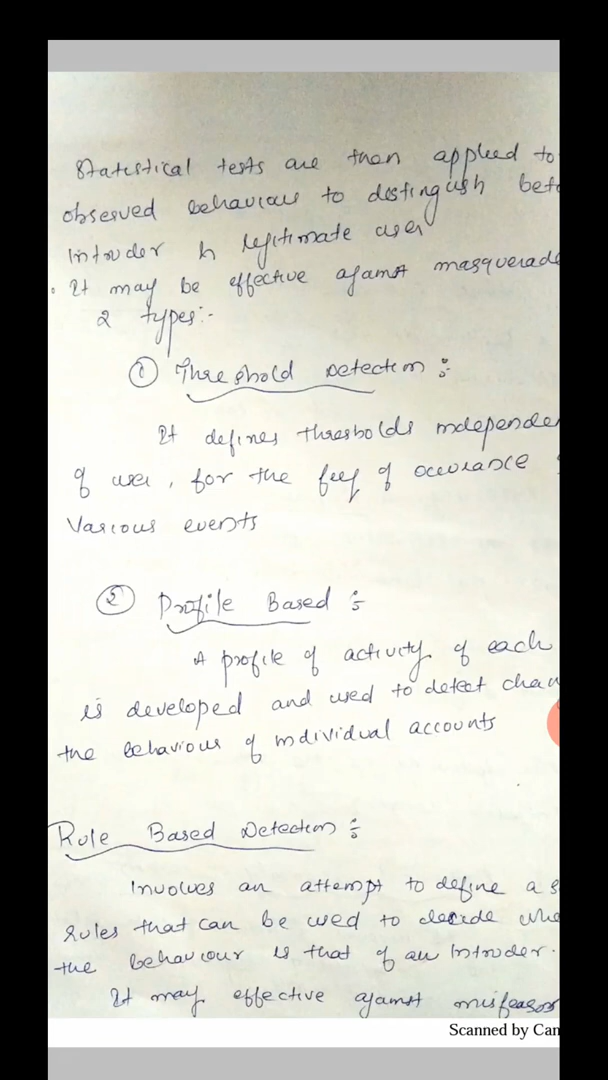 Statistical tests are then applied to
observed behaviour to distinguish betw
Intruder & legitimate user
. It may be effective against masquerade
2 types:-
① Threshold Detection :-
It defines thresholds independen
of user, for the freq of occurance
Various events
② Profile Based :-
A profile of activity of each
is developed and used to detect chan
the behaviour of individual accounts
Rule Based Detection :-
Involves an attempt to define a s
rules that can be used to decide whe
the behaviour is that of an Intruder.
It may effective against misfeasor
Scanned by Cam